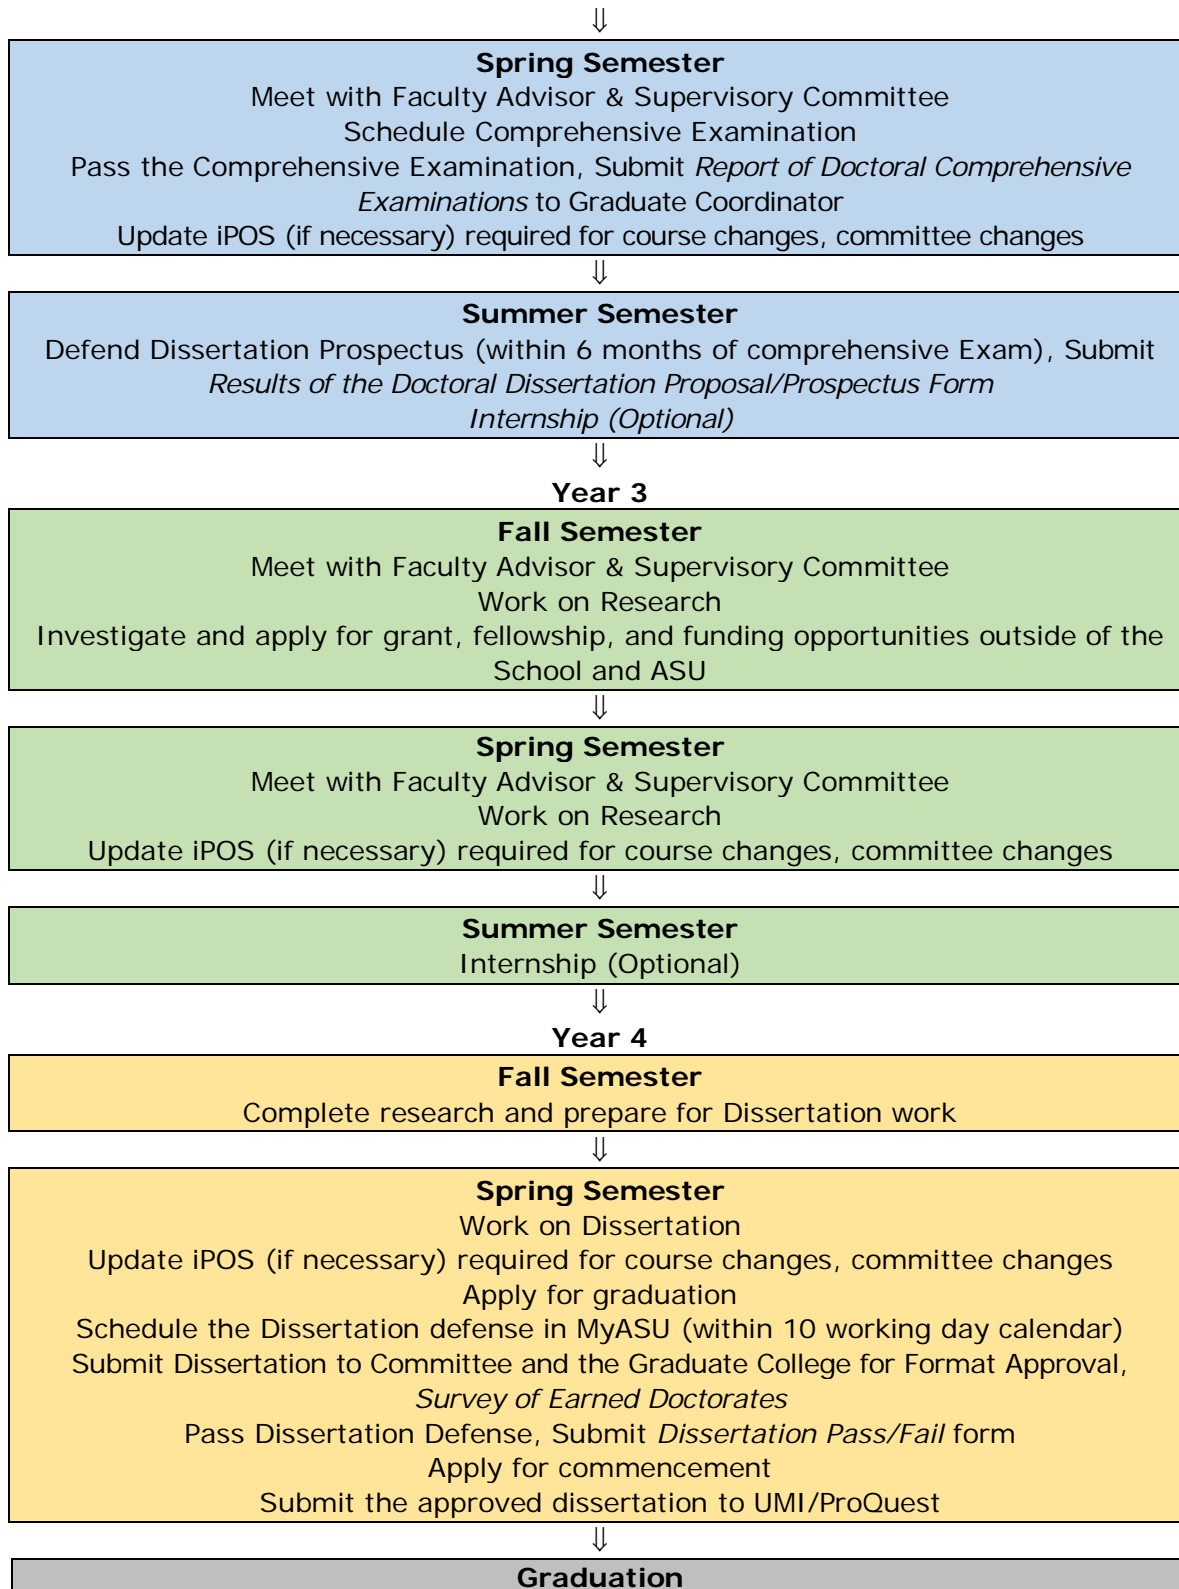 ⇓
Spring Semester
Meet with Faculty Advisor & Supervisory Committee
Schedule Comprehensive Examination
Pass the Comprehensive Examination, Submit Report of Doctoral Comprehensive
Examinations to Graduate Coordinator
Update iPOS (if necessary) required for course changes, committee changes
⇓
Summer Semester
Defend Dissertation Prospectus (within 6 months of comprehensive Exam), Submit
Results of the Doctoral Dissertation Proposal/Prospectus Form
Internship (Optional)
⇓
Year 3
Fall Semester
Meet with Faculty Advisor & Supervisory Committee
Work on Research
Investigate and apply for grant, fellowship, and funding opportunities outside of the
School and ASU
⇓
Spring Semester
Meet with Faculty Advisor & Supervisory Committee
Work on Research
Update iPOS (if necessary) required for course changes, committee changes
⇓
Summer Semester
Internship (Optional)
⇓
Year 4
Fall Semester
Complete research and prepare for Dissertation work
⇓
Spring Semester
Work on Dissertation
Update iPOS (if necessary) required for course changes, committee changes
Apply for graduation
Schedule the Dissertation defense in MyASU (within 10 working day calendar)
Submit Dissertation to Committee and the Graduate College for Format Approval,
Survey of Earned Doctorates
Pass Dissertation Defense, Submit Dissertation Pass/Fail form
Apply for commencement
Submit the approved dissertation to UMI/ProQuest
⇓
Graduation